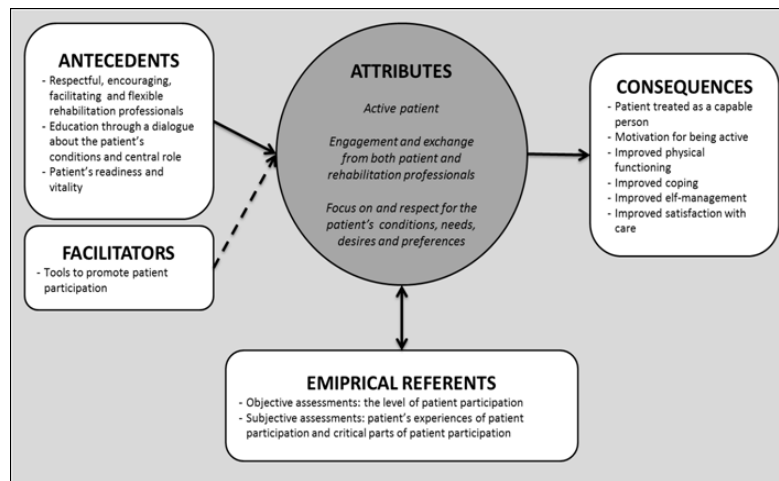 ANTECEDENTS
- Respectful, encouraging,
facilitating and flexible
rehabilitation professionals
- Education through a dialogue
about the patient's
conditions and central role
- Patient's readiness and
vitality
FACILITATORS
- Tools to promote patient
participation
ATTRIBUTES
Active patient
Engagement and exchange
from both patient and
rehabilitation professionals
Focus on and respect for the
patient's conditions, needs,
desires and preferences
CONSEQUENCES
- Patient treated as a capable
person
- Motivation for being active
- Improved physical
functioning
- Improved coping
- Improved elf-management
- Improved satisfaction with
care
EMIPRICAL REFERENTS
- Objective assessments: the level of patient participation
- Subjective assessments: patient's experiences of patient
participation and critical parts of patient participation